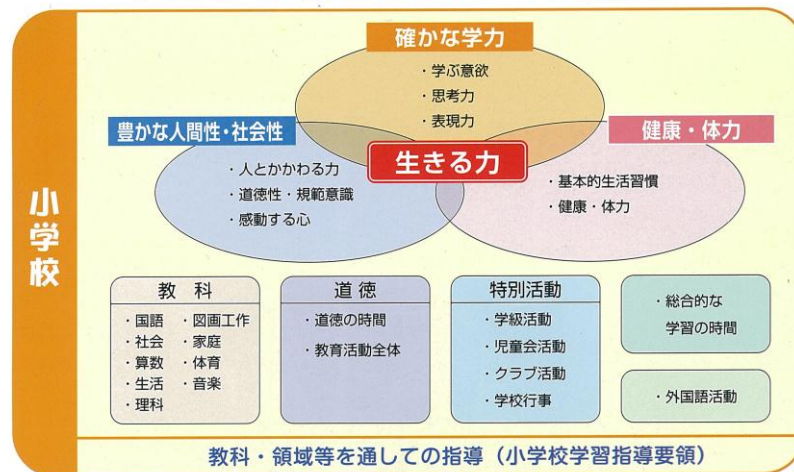 小学校
確かな学力
・学ぶ意欲
・思考力
・表現力
豊かな人間性・社会性
・人とかかわる力
・道徳性・規範意識
・感動する心
健康・体力
・基本的生活習慣
・健康・体力
生きる力
教科
・国語 ・図画工作
・社会 ・家庭
・算数 ・体育
・生活 ・音楽
・理科
道徳
・道徳の時間
・教育活動全体
特別活動
・学級活動
・児童会活動
・クラブ活動
・学校行事
・総合的な
学習の時間
・外国語活動
教科・領域等を通しての指導（小学校学習指導要領）